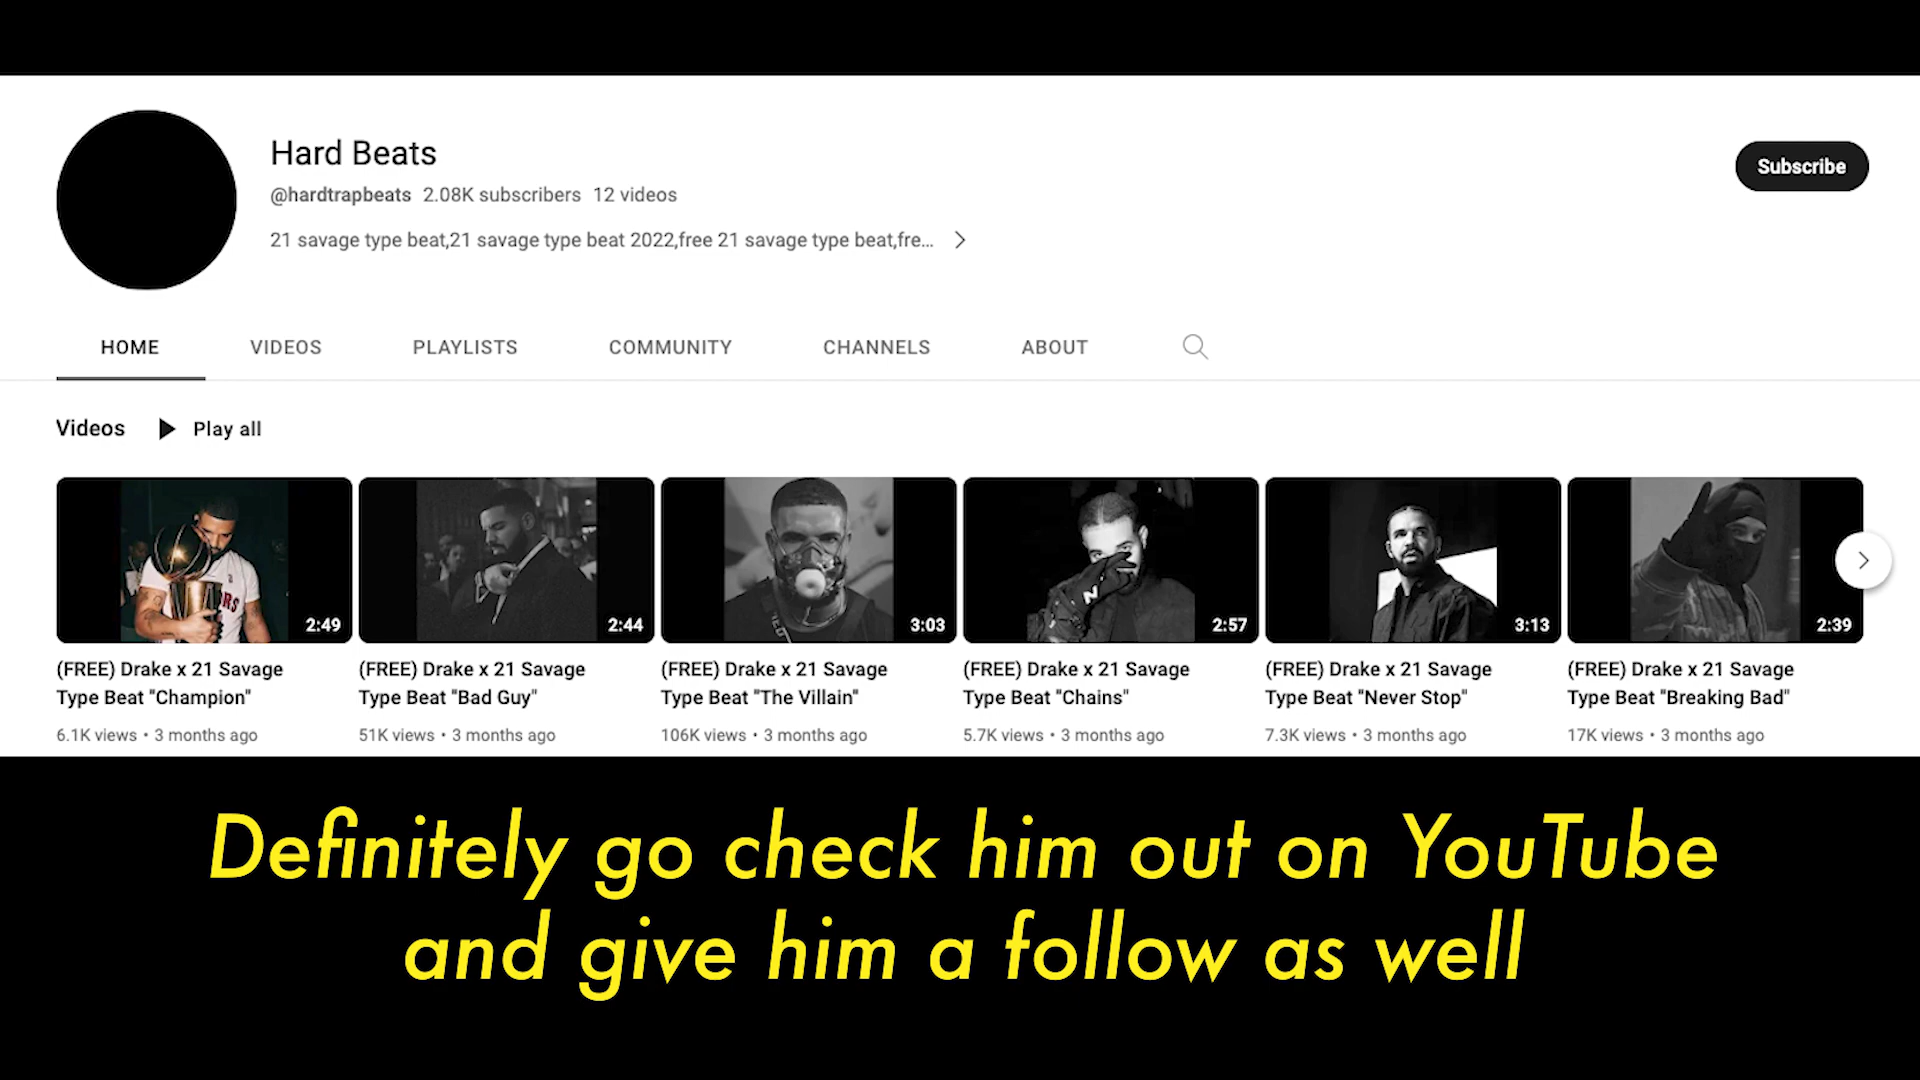 Hard Beats
Subscribe
@hardtrapbeats 2.08K subscribers 12 videos
21 savage type beat,21 savage type beat 2022,free 21 savage type beat,fre...
HOME VIDEOS PLAYLISTS COMMUNITY CHANNELS ABOUT
Videos Play all
2:49 2:44 3:03 2:57 3:13 2:39
(FREE) Drake x 21 Savage
Type Beat "Champion"
6.1K views • 3 months ago
(FREE) Drake x 21 Savage
Type Beat "Bad Guy"
51K views • 3 months ago
(FREE) Drake x 21 Savage
Type Beat "The Villain"
106K views • 3 months ago
(FREE) Drake x 21 Savage
Type Beat "Chains"
5.7K views • 3 months ago
(FREE) Drake x 21 Savage
Type Beat "Never Stop"
7.3K views • 3 months ago
(FREE) Drake x 21 Savage
Type Beat "Breaking Bad"
17K views • 3 months ago
Definitely go check him out on YouTube
and give him a follow as well